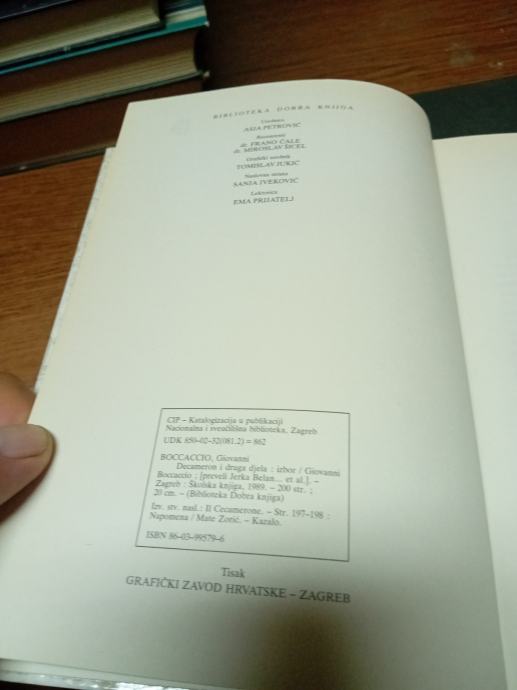 BIBLIOTEKA DOBRA KNJIGA
Urednica
ASJA PETROVIĆ
Recenzenti
dr. FRANO ČALE
dr. MIROSLAV ŠICEL
Grafički urednik
TOMISLAV JUKIĆ
Naslovna strana
SANJA IVEKOVIĆ
Lektorica
EMA PRIJATELJ
CIP – Katalogizacija u publikaciji
Nacionalna i sveučilišna biblioteka, Zagreb
UDK 850-02-32(081.2) = 862
BOCCACCIO, Giovanni
Decameron i druga djela : izbor / Giovanni
Boccaccio ; [preveli Jerka Belan... et al.]. –
Zagreb : Školska knjiga, 1989. – 200 str. ;
20 cm. – (Biblioteka Dobra knjiga)
Izv. stv. nasl.: Il Cecamerone. – Str. 197–198 :
Napomena / Mate Zorić. – Kazalo.
ISBN 86-03-99579-6
Tisak
GRAFIČKI ZAVOD HRVATSKE – ZAGREB